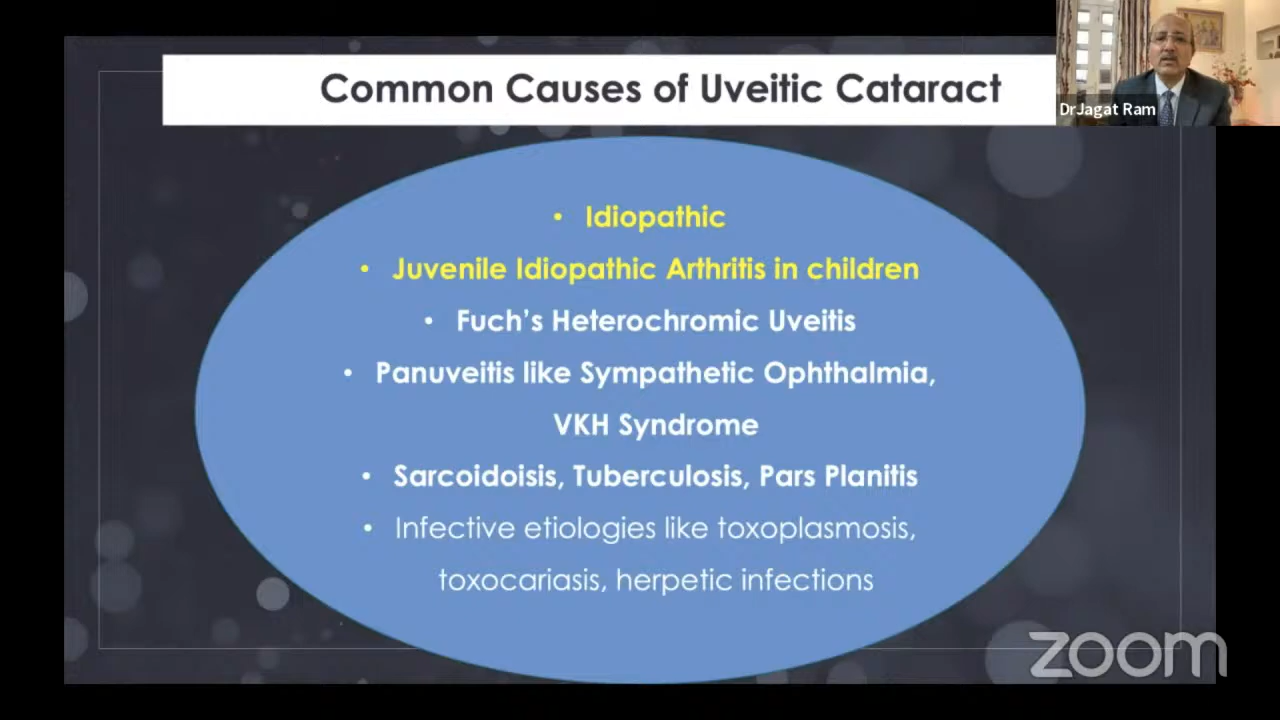 Common Causes of Uveitic Cataract
DrJagat Ram
• Idiopathic
• Juvenile Idiopathic Arthritis in children
• Fuch's Heterochromic Uveitis
• Panuveitis like Sympathetic Ophthalmia,
VKH Syndrome
• Sarcoidoisis, Tuberculosis, Pars Planitis
• Infective etiologies like toxoplasmosis,
toxocariasis, herpetic infections
zoom